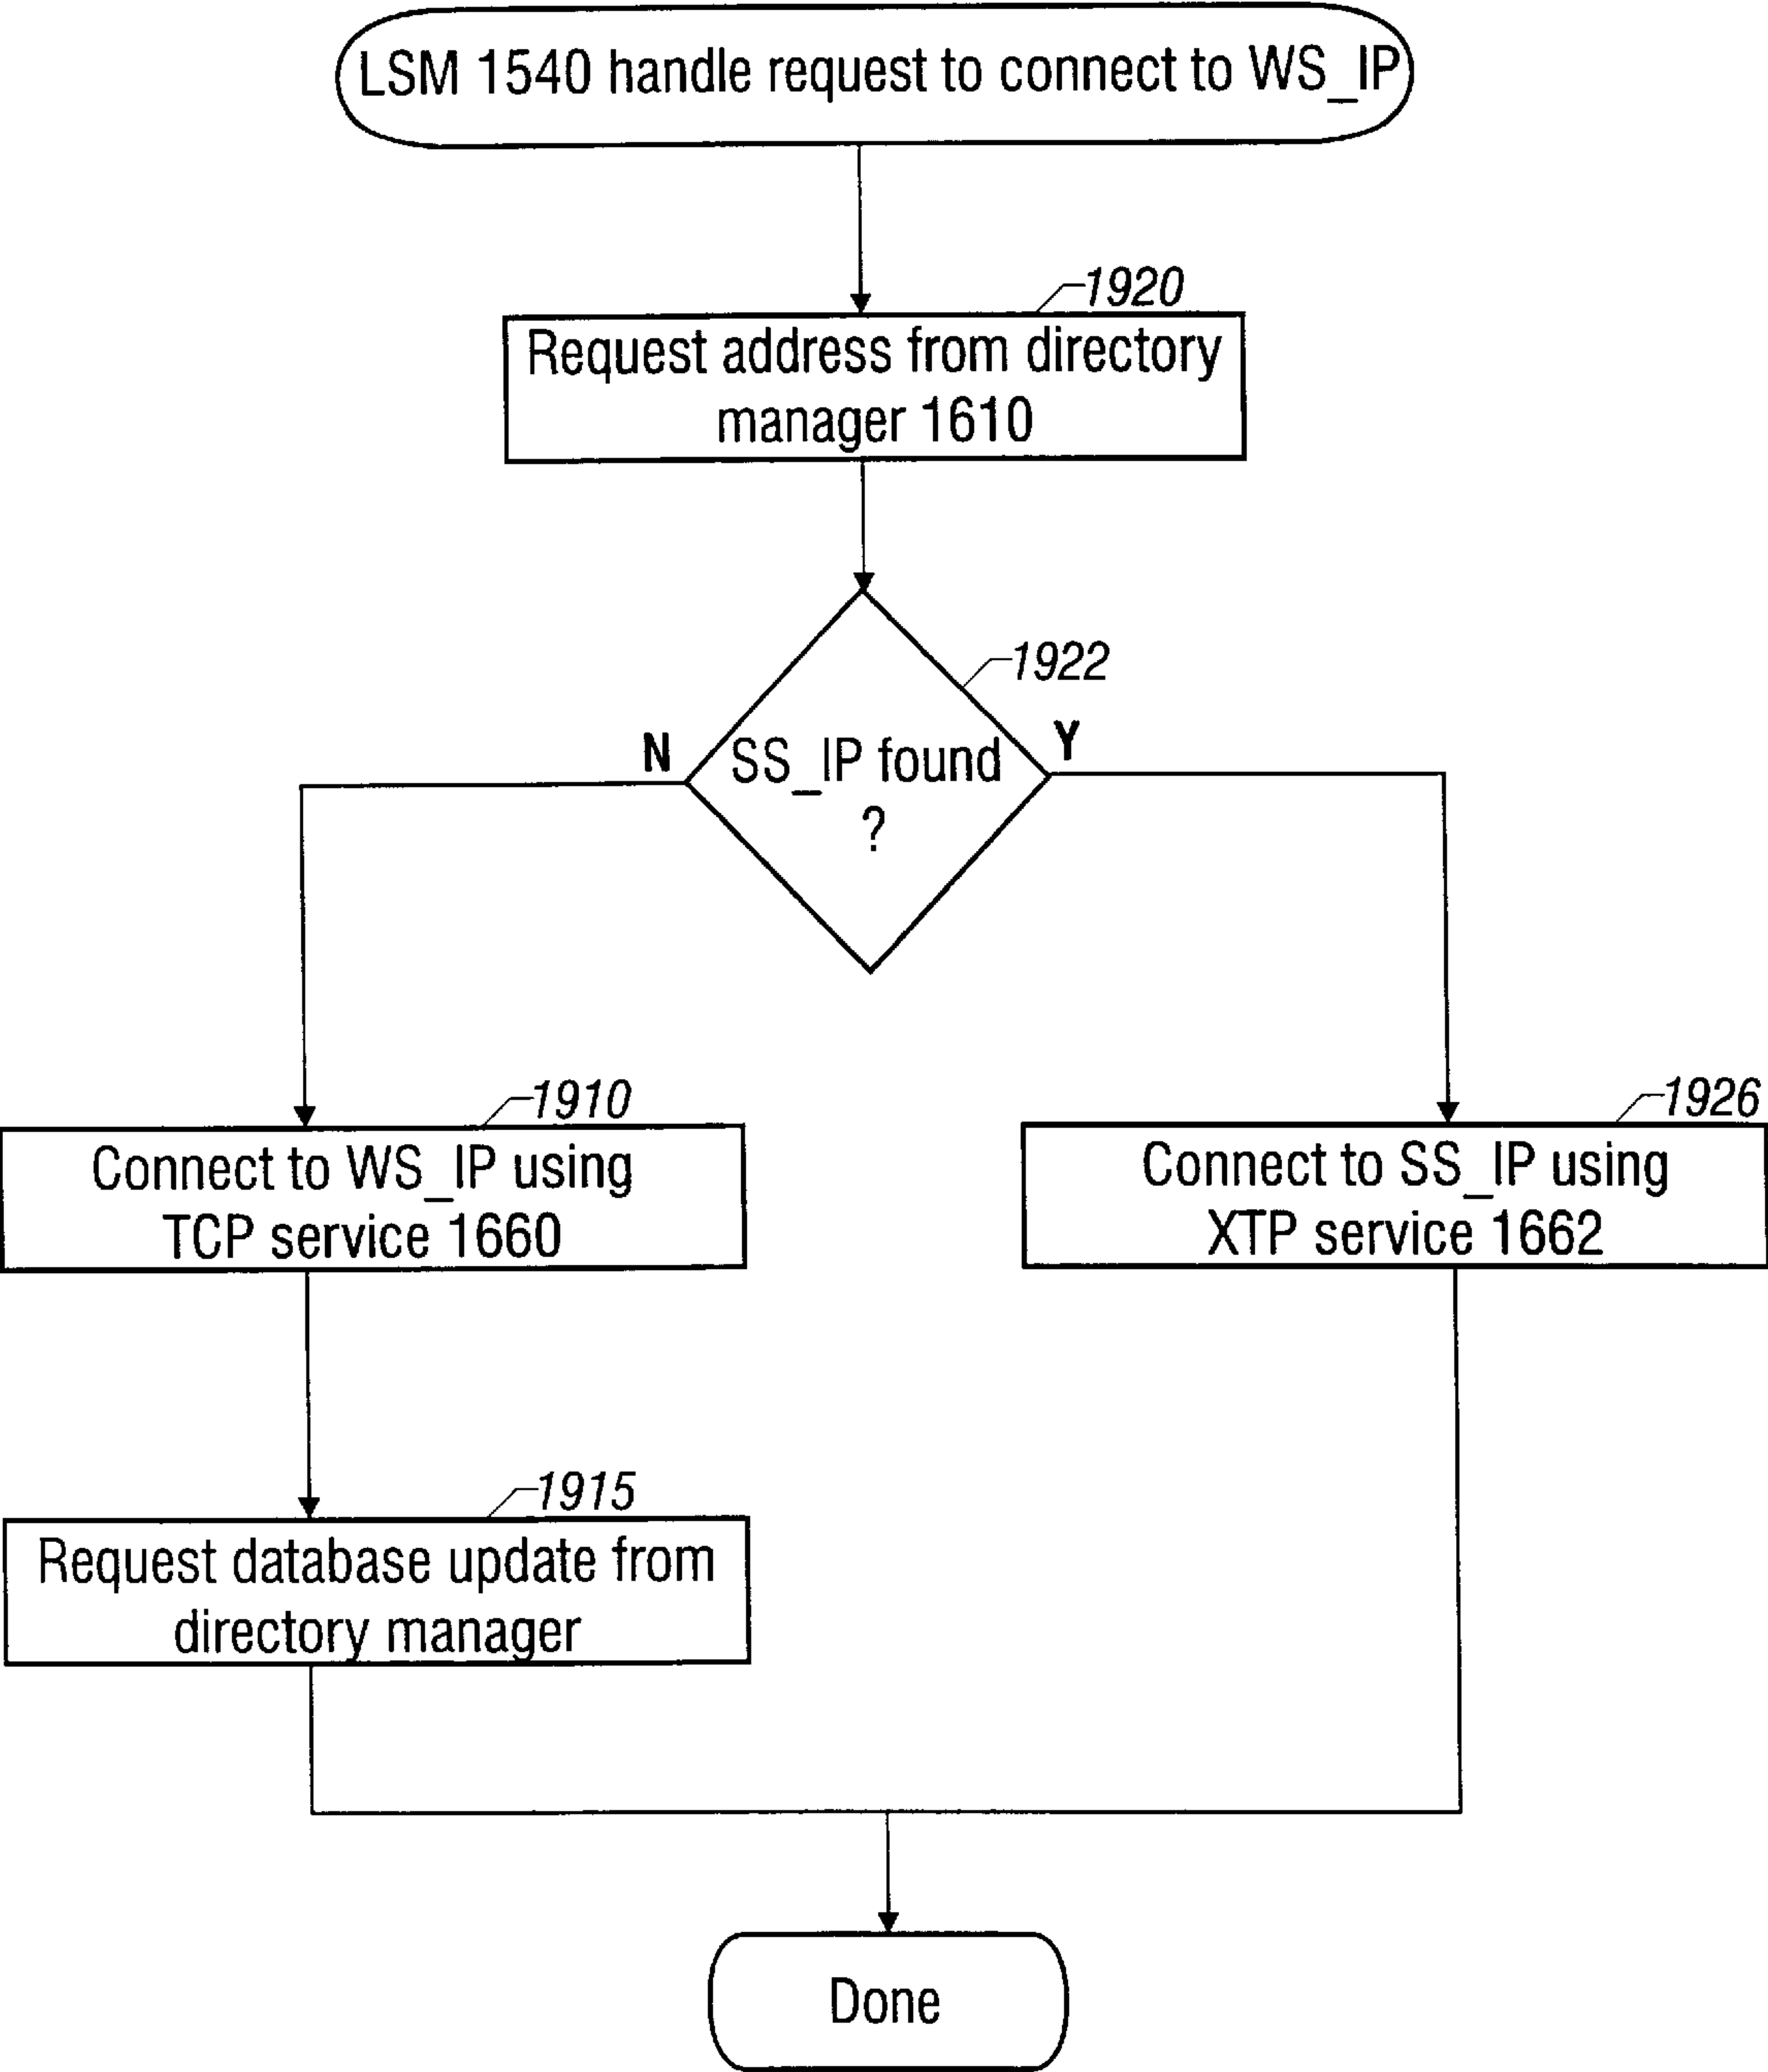 LSM 1540 handle request to connect to WS_IP
1920
Request address from directory
manager 1610
1922
N
SS_IP found
?
Y
1910
Connect to WS_IP using
TCP service 1660
1926
Connect to SS_IP using
XTP service 1662
1915
Request database update from
directory manager
Done